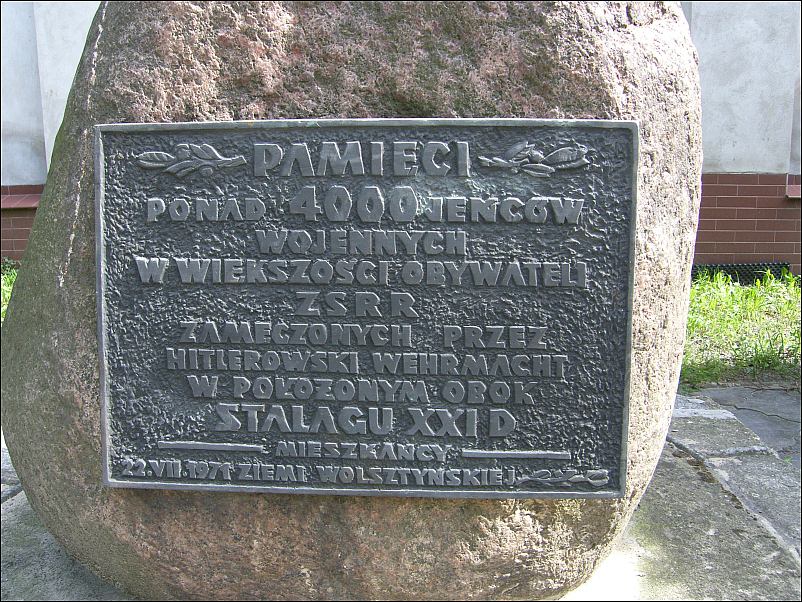 PAMIĘCI
PONAD 4000 JEŃCÓW
WOJENNYCH
W WIĘKSZOŚCI OBYWATELI
ZSRR
ZAMĘCZONYCH PRZEZ
HITLEROWSKI WEHRMACHT
W POŁOŻONYM OBOK
STALAGU XXI D
MIESZKAŃCY
22.VII.1971 ZIEMI WOLSZTYŃSKIEJ